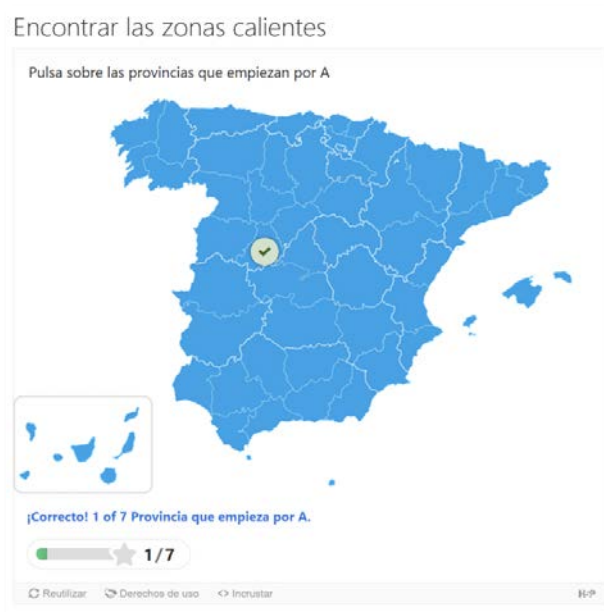 Encontrar las zonas calientes
Pulsa sobre las provincias que empiezan por A
¡Correcto! 1 of 7 Provincia que empieza por A.
1/7
Reutilizar Derechos de uso <> Incrustar H5P